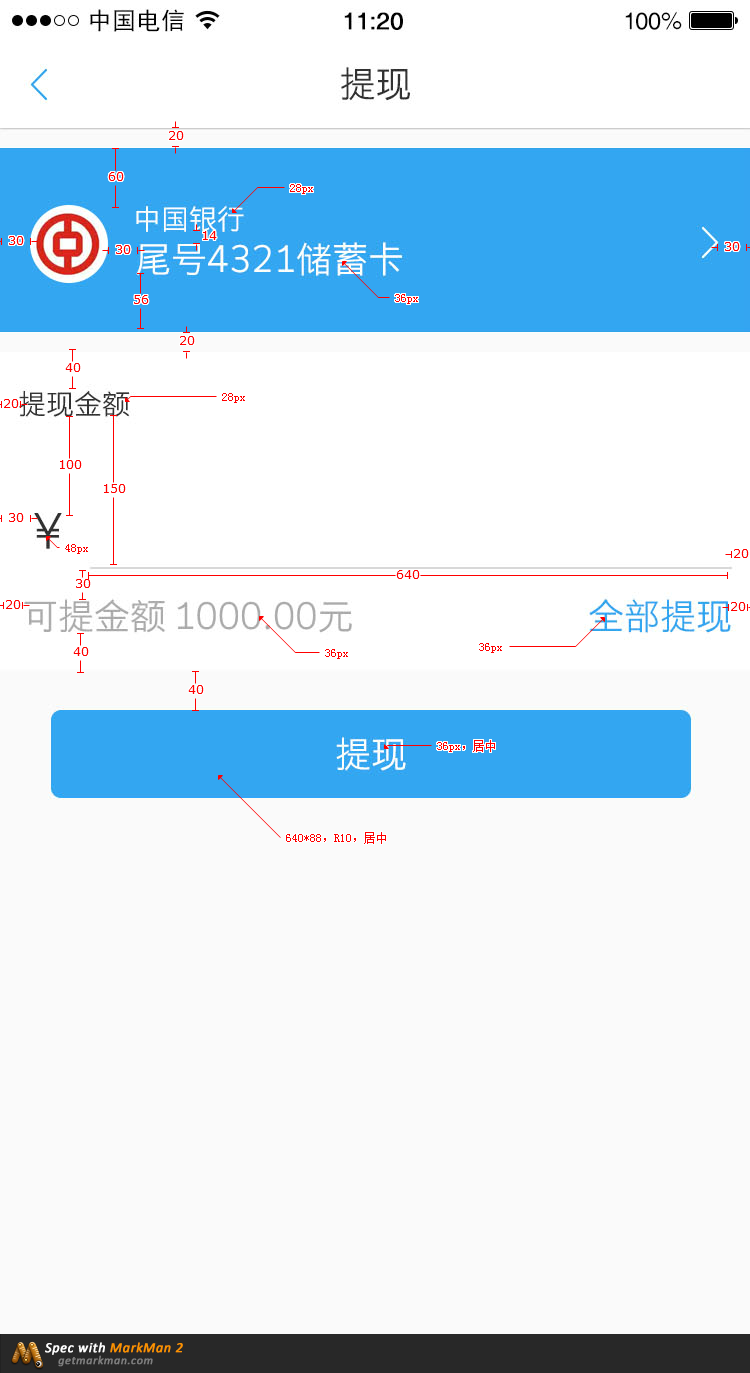 中国电信 11:20 100%
提现
20
60
28px
中国银行
14
30
30
尾号4321储蓄卡
30
56
36px
20
40
20
提现金额
28px
100
150
30
¥
48px
20
640
30
20
可提金额 1000.00元
全部提现
20
40
36px
36px
40
提现
36px，居中
640*88，R10，居中
Spec with MarkMan 2
getmarkman.com